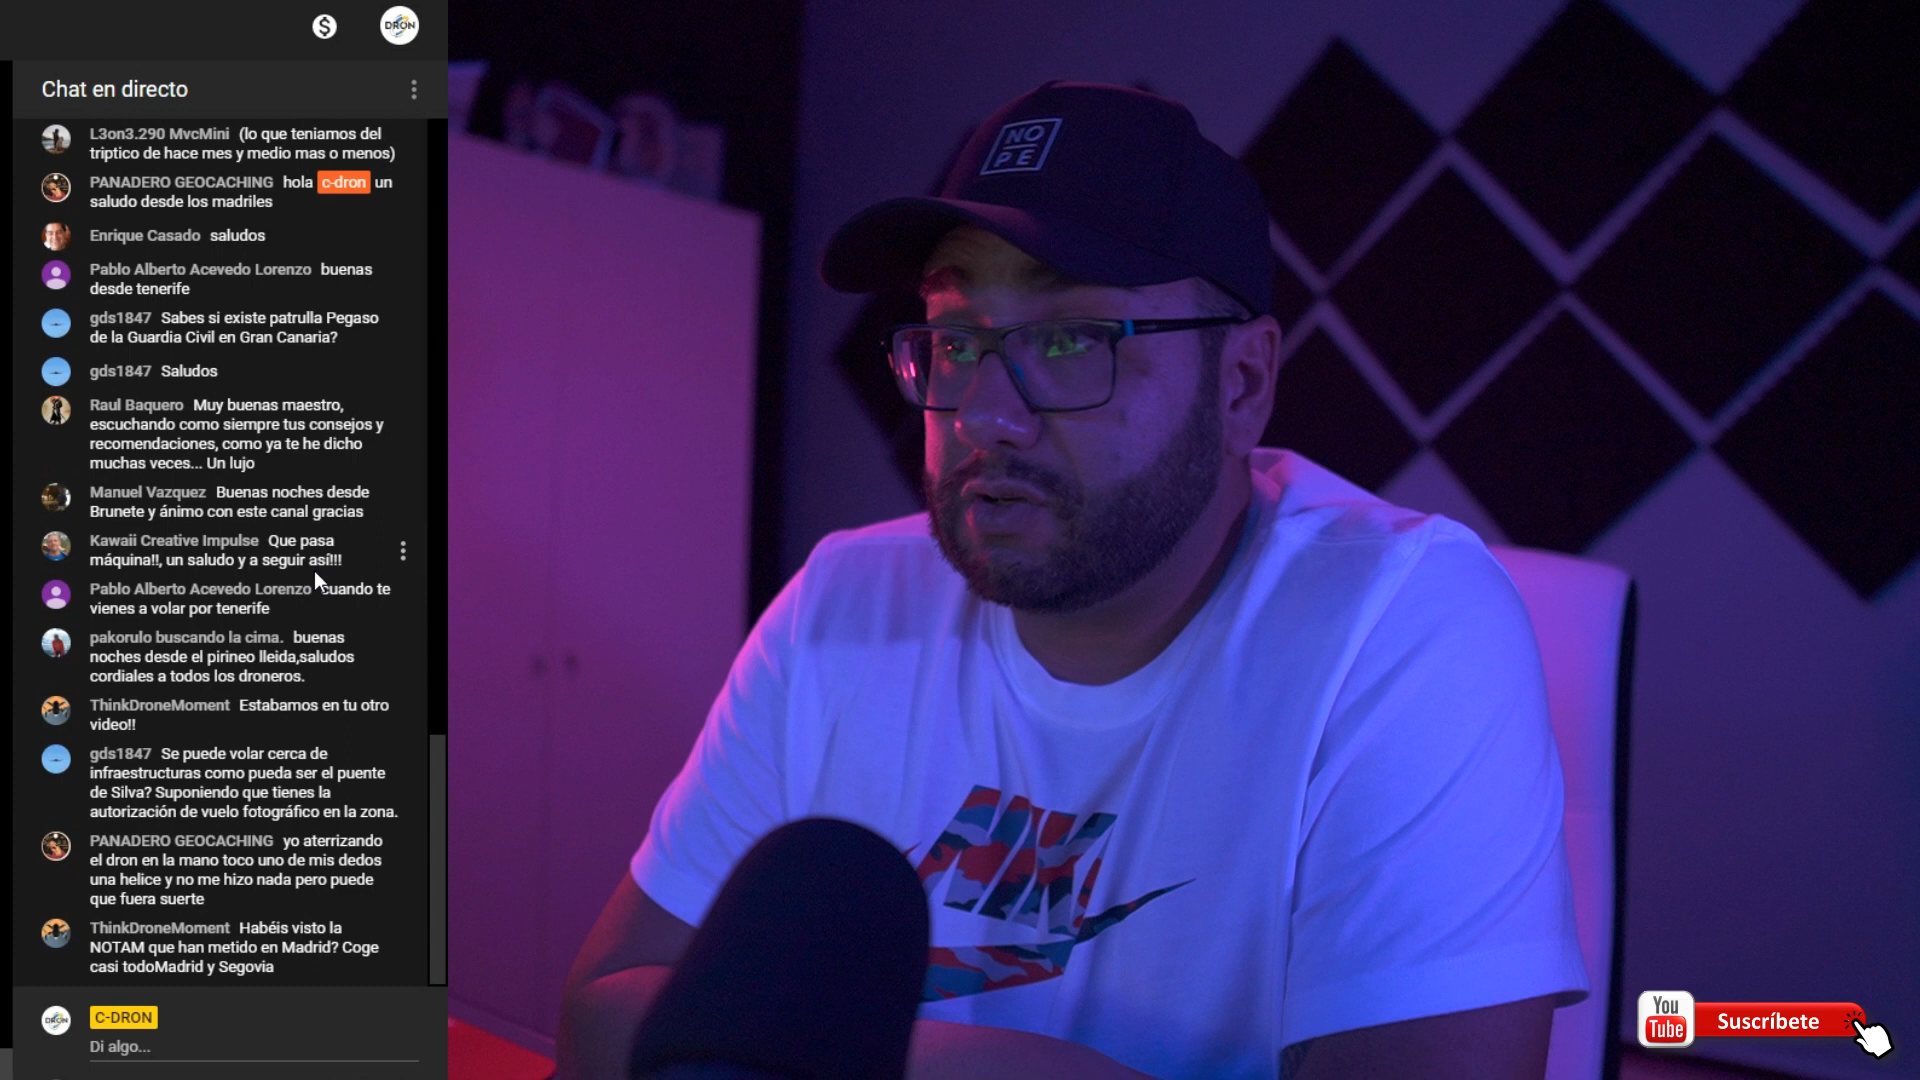 DRON
Chat en directo
L3on3.290 MvcMini (lo que teniamos del
triptico de hace mes y medio mas o menos)
PANADERO GEOCACHING hola c-dron un
saludo desde los madriles
Enrique Casado saludos
Pablo Alberto Acevedo Lorenzo buenas
desde tenerife
gds1847 Sabes si existe patrulla Pegaso
de la Guardia Civil en Gran Canaria?
gds1847 Saludos
Raul Baquero Muy buenas maestro,
escuchando como siempre tus consejos y
recomendaciones, como ya te he dicho
muchas veces... Un lujo
Manuel Vazquez Buenas noches desde
Brunete y ánimo con este canal gracias
Kawaii Creative Impulse Que pasa
máquina!!, un saludo y a seguir así!!!
Pablo Alberto Acevedo Lorenzo cuando te
vienes a volar por tenerife
pakorulo buscando la cima. buenas
noches desde el pirineo lleida,saludos
cordiales a todos los droneros.
ThinkDroneMoment Estabamos en tu otro
video!!
gds1847 Se puede volar cerca de
infraestructuras como pueda ser el puente
de Silva? Suponiendo que tienes la
autorización de vuelo fotográfico en la zona.
PANADERO GEOCACHING yo aterrizando
el dron en la mano toco uno de mis dedos
una helice y no me hizo nada pero puede
que fuera suerte
ThinkDroneMoment Habéis visto la
NOTAM que han metido en Madrid? Coge
casi todoMadrid y Segovia
DRON
C-DRON
Di algo...
NO
PE
You
Tube
Suscríbete